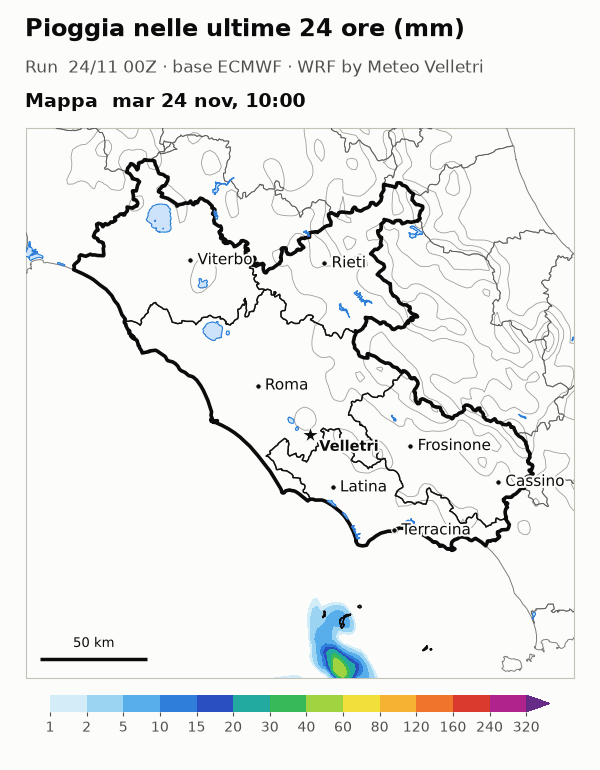 Pioggia nelle ultime 24 ore (mm)
Run  24/11 00Z · base ECMWF · WRF by Meteo Velletri
Mappa  mar 24 nov, 10:00
Viterbo
Rieti
Roma
Velletri
Frosinone
Cassino
Latina
Terracina
50 km
1 2 5 10 15 20 30 40 60 80 120 160 240 320